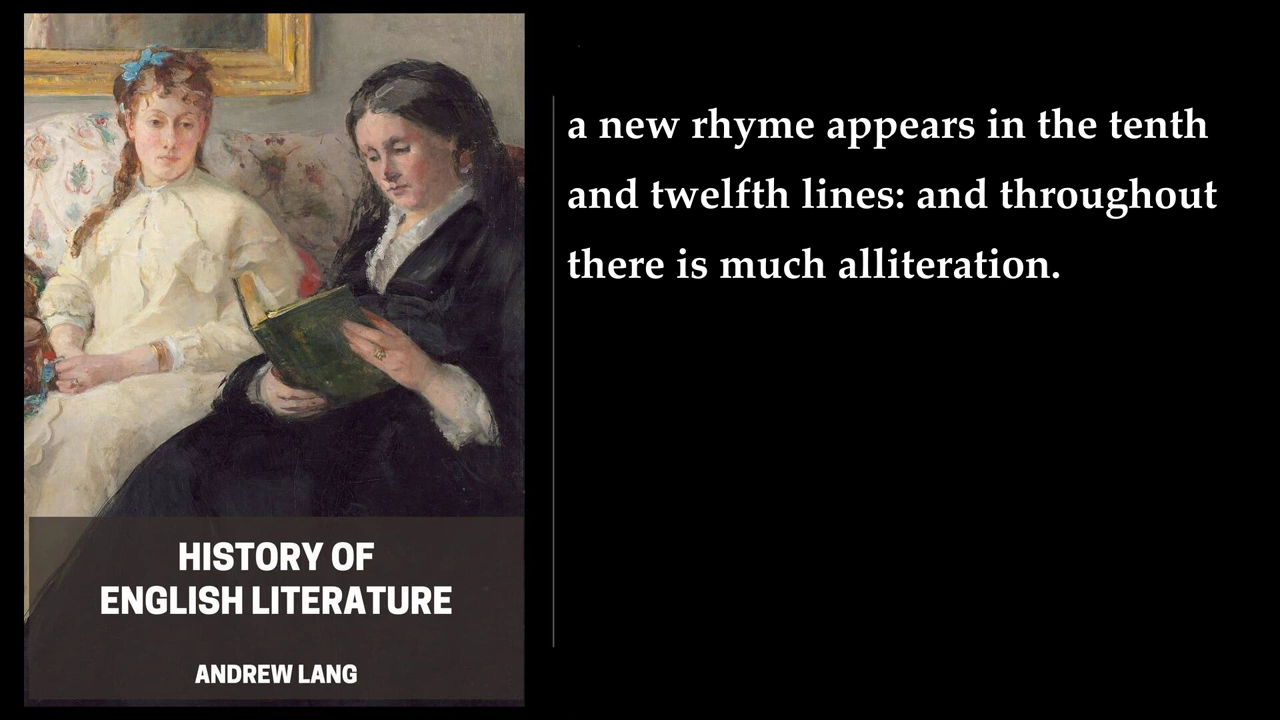 a new rhyme appears in the tenth
and twelfth lines: and throughout
there is much alliteration.
HISTORY OF
ENGLISH LITERATURE
ANDREW LANG